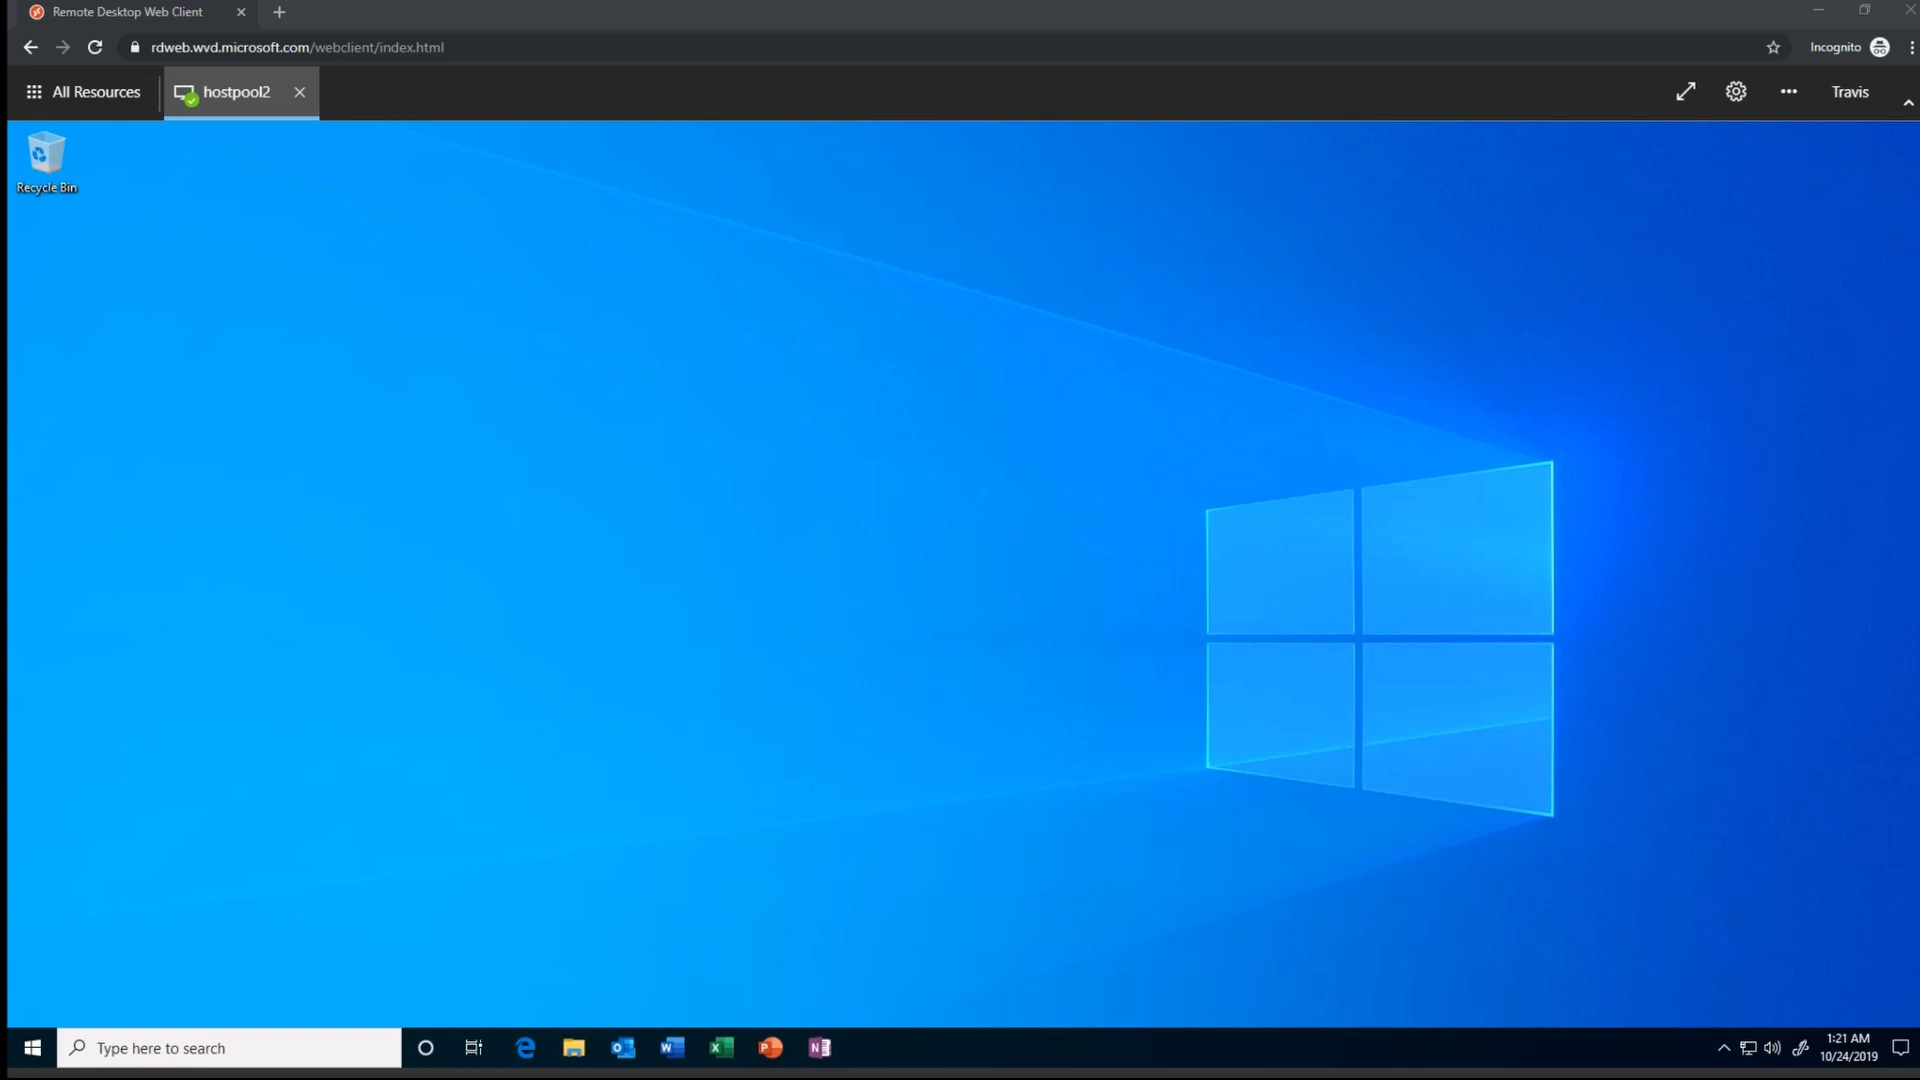 Remote Desktop Web Client
rdweb.wvd.microsoft.com/webclient/index.html
Incognito
All Resources
hostpool2
Travis
Recycle Bin
Type here to search
1:21 AM
10/24/2019